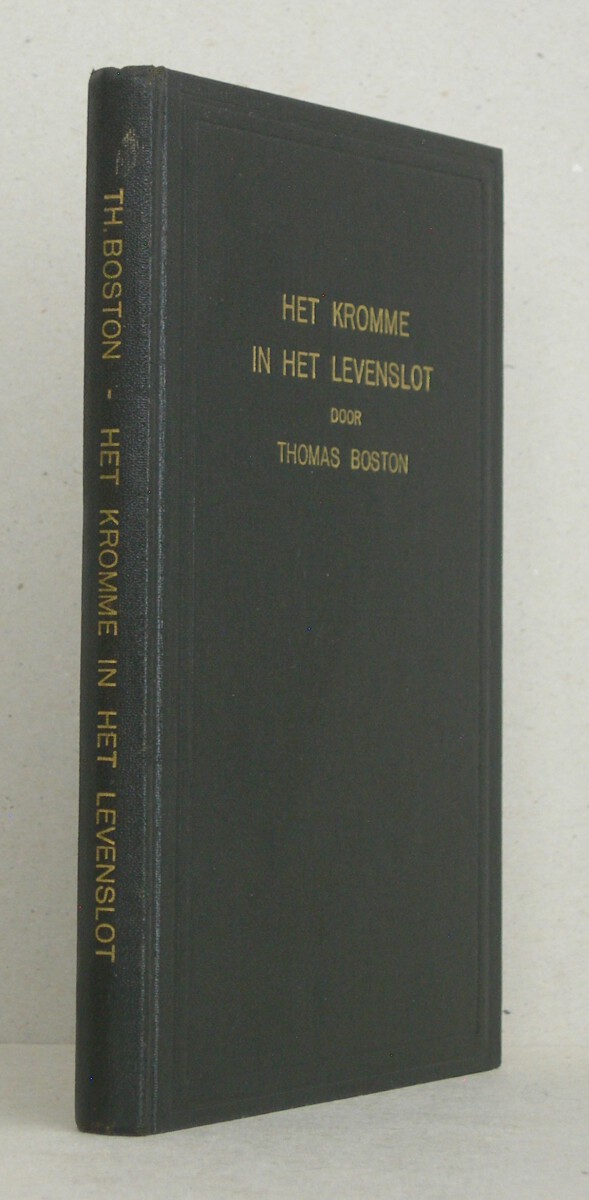 TH. BOSTON - HET KROMME IN HET LEVENSLOT
HET KROMME
IN HET LEVENSLOT
DOOR
THOMAS BOSTON